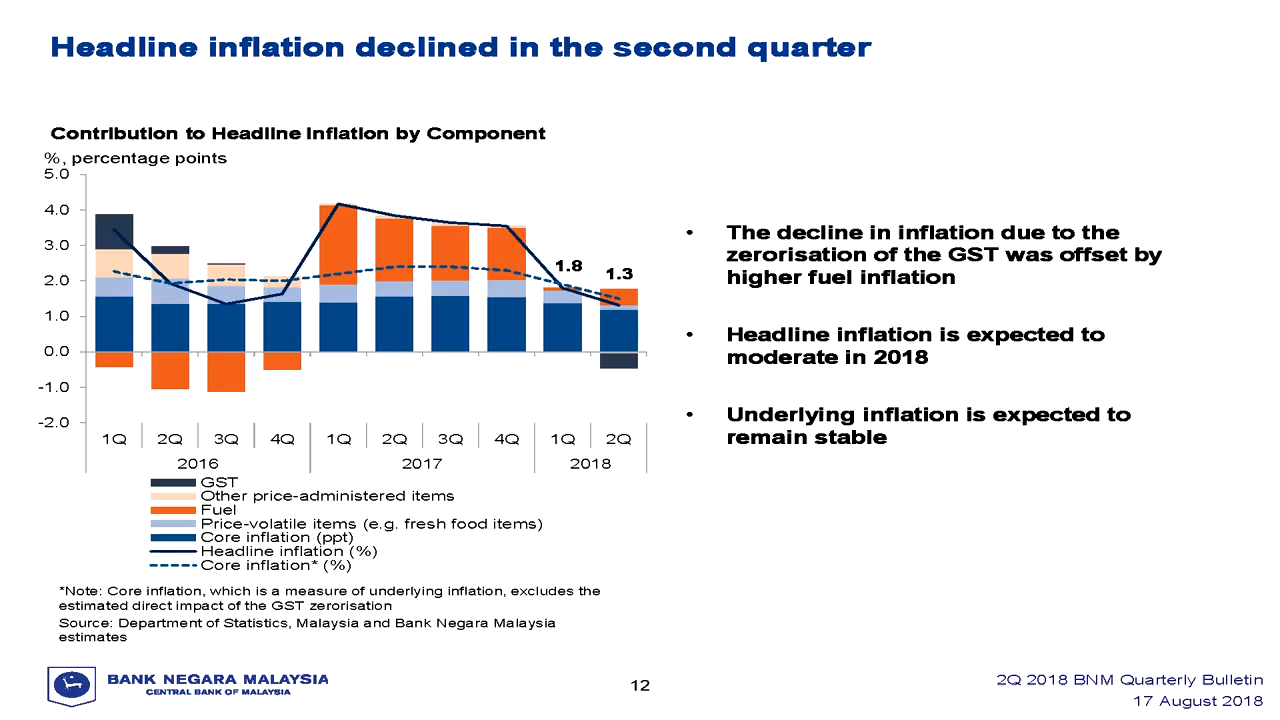 Headline inflation declined in the second quarter
Contribution to Headline Inflation by Component
%, percentage points
5.0
4.0
3.0
2.0
1.0
0.0
-1.0
-2.0
1.8
1.3
1Q 2Q 3Q 4Q 1Q 2Q 3Q 4Q 1Q 2Q
2016 2017 2018
GST
Other price-administered items
Fuel
Price-volatile items (e.g. fresh food items)
Core inflation (ppt)
Headline inflation (%)
Core inflation* (%)
*Note: Core inflation, which is a measure of underlying inflation, excludes the
estimated direct impact of the GST zerorisation
Source: Department of Statistics, Malaysia and Bank Negara Malaysia
estimates
• The decline in inflation due to the
zerorisation of the GST was offset by
higher fuel inflation
• Headline inflation is expected to
moderate in 2018
• Underlying inflation is expected to
remain stable
BANK NEGARA MALAYSIA
CENTRAL BANK OF MALAYSIA
12
2Q 2018 BNM Quarterly Bulletin
17 August 2018